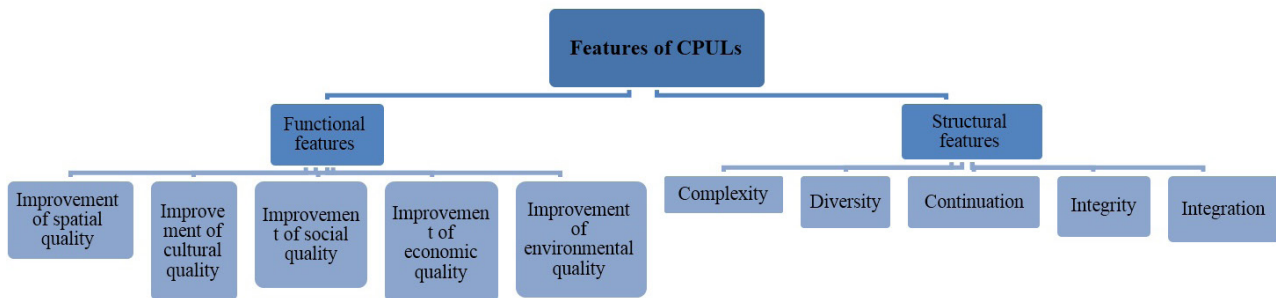 Features of CPULs
Functional
features
Structural
features
Improvement
of spatial
quality
Improve
ment of
cultural
quality
Improvemen
t of social
quality
Improvemen
t of
economic
quality
Improvement
of
environmental
quality
Complexity
Diversity
Continuation
Integrity
Integration